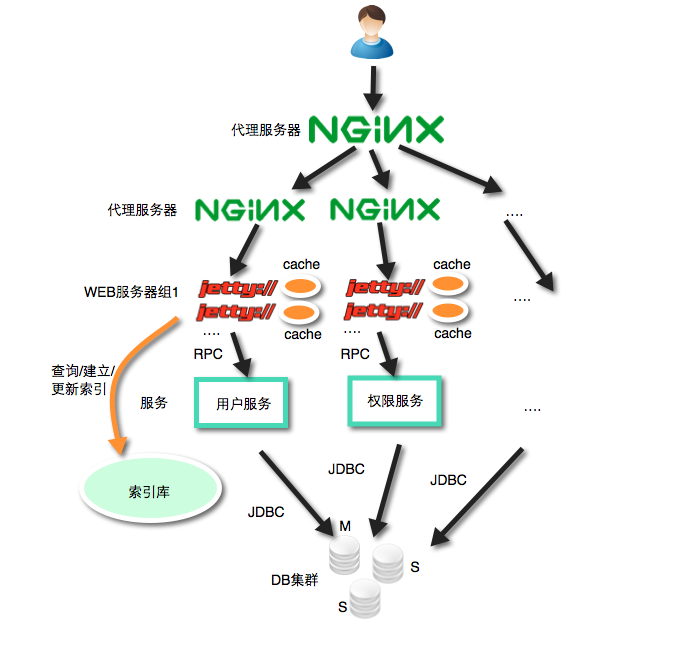 代理服务器 NGINX
代理服务器 NGINX NGINX ....
cache cache
WEB服务器组1 jetty:// jetty:// ....
jetty:// jetty://
.... cache .... cache
RPC RPC
查询/建立/
更新索引
服务 用户服务 权限服务 ....
索引库 JDBC JDBC
JDBC
M
DB集群 S
S